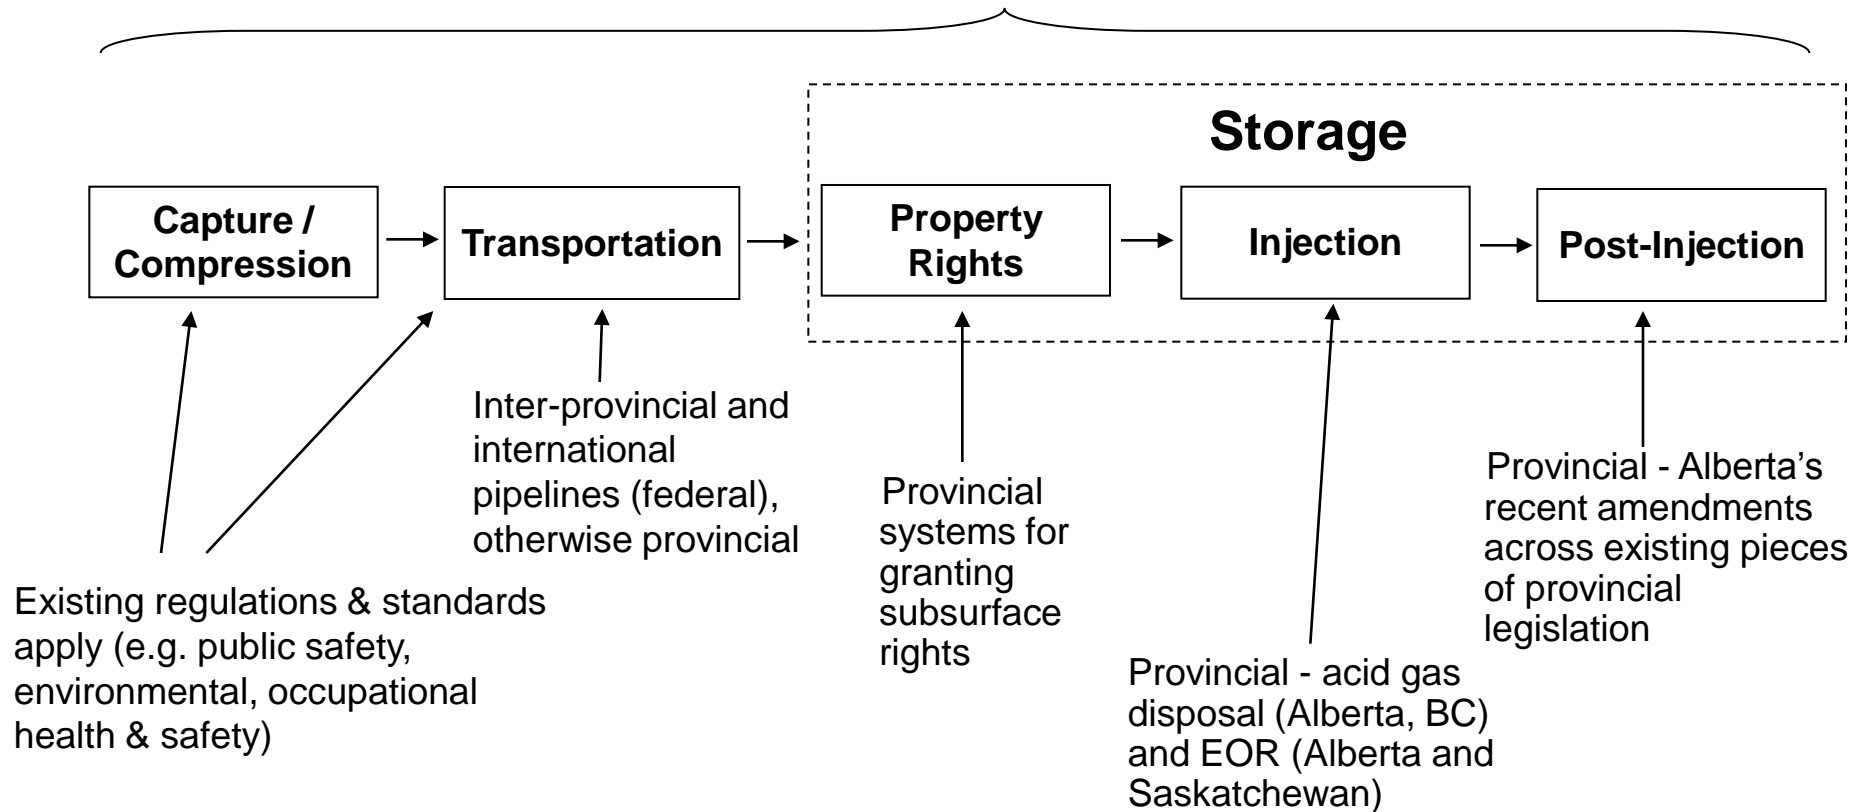 Storage
Capture /
Compression
Transportation
Property
Rights
Injection
Post-Injection
Existing regulations & standards
apply (e.g. public safety,
environmental, occupational
health & safety)
Inter-provincial and
international
pipelines (federal),
otherwise provincial
Provincial
systems for
granting
subsurface
rights
Provincial - acid gas
disposal (Alberta, BC)
and EOR (Alberta and
Saskatchewan)
Provincial - Alberta’s
recent amendments
across existing pieces
of provincial
legislation